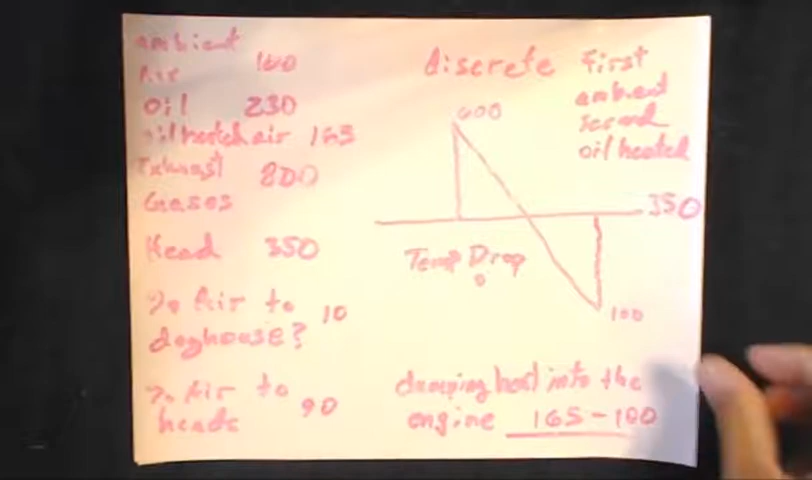 ambient
Air 100
Oil 230
oil heated air 165
Exhaust 800
Gases
Head 350
% Air to
doghouse? 10
% Air to
heads 90
discrete
First
ambient
second
oil heated
600
350
Temp Drop
0
100
dumping heat into the
engine 165-100